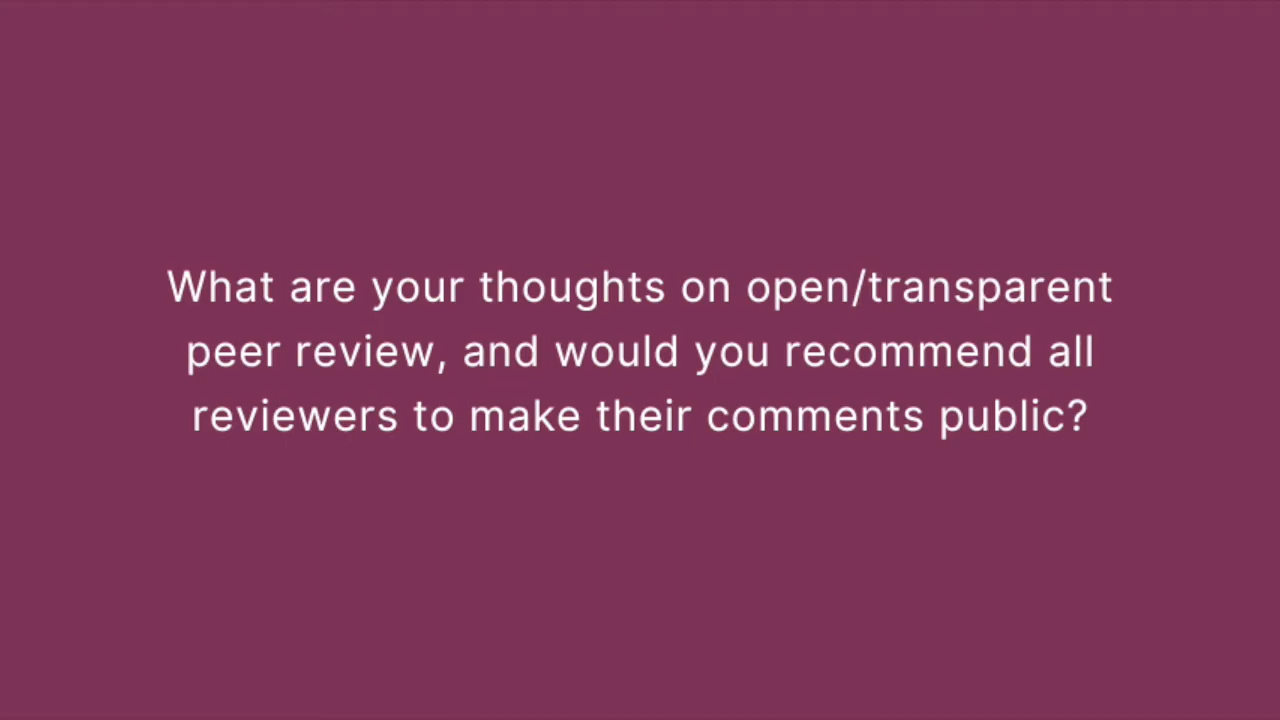 What are your thoughts on open/transparent
peer review, and would you recommend all
reviewers to make their comments public?